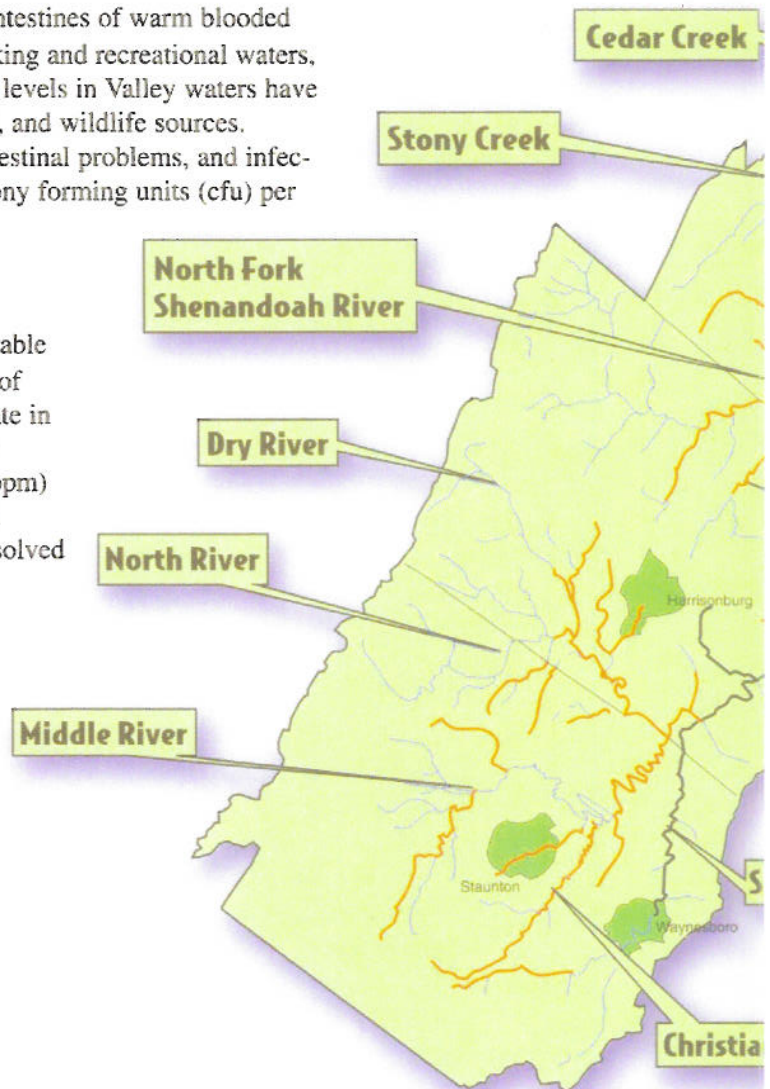 ntestines of warm blooded
king and recreational waters,
levels in Valley waters have
, and wildlife sources.
estinal problems, and infec-
ony forming units (cfu) per
able
of
te in
ppm)
solved
Cedar Creek
Stony Creek
North Fork
Shenandoah River
Dry River
North River
Harrisonburg
Middle River
Staunton
S
Waynesboro
Christia